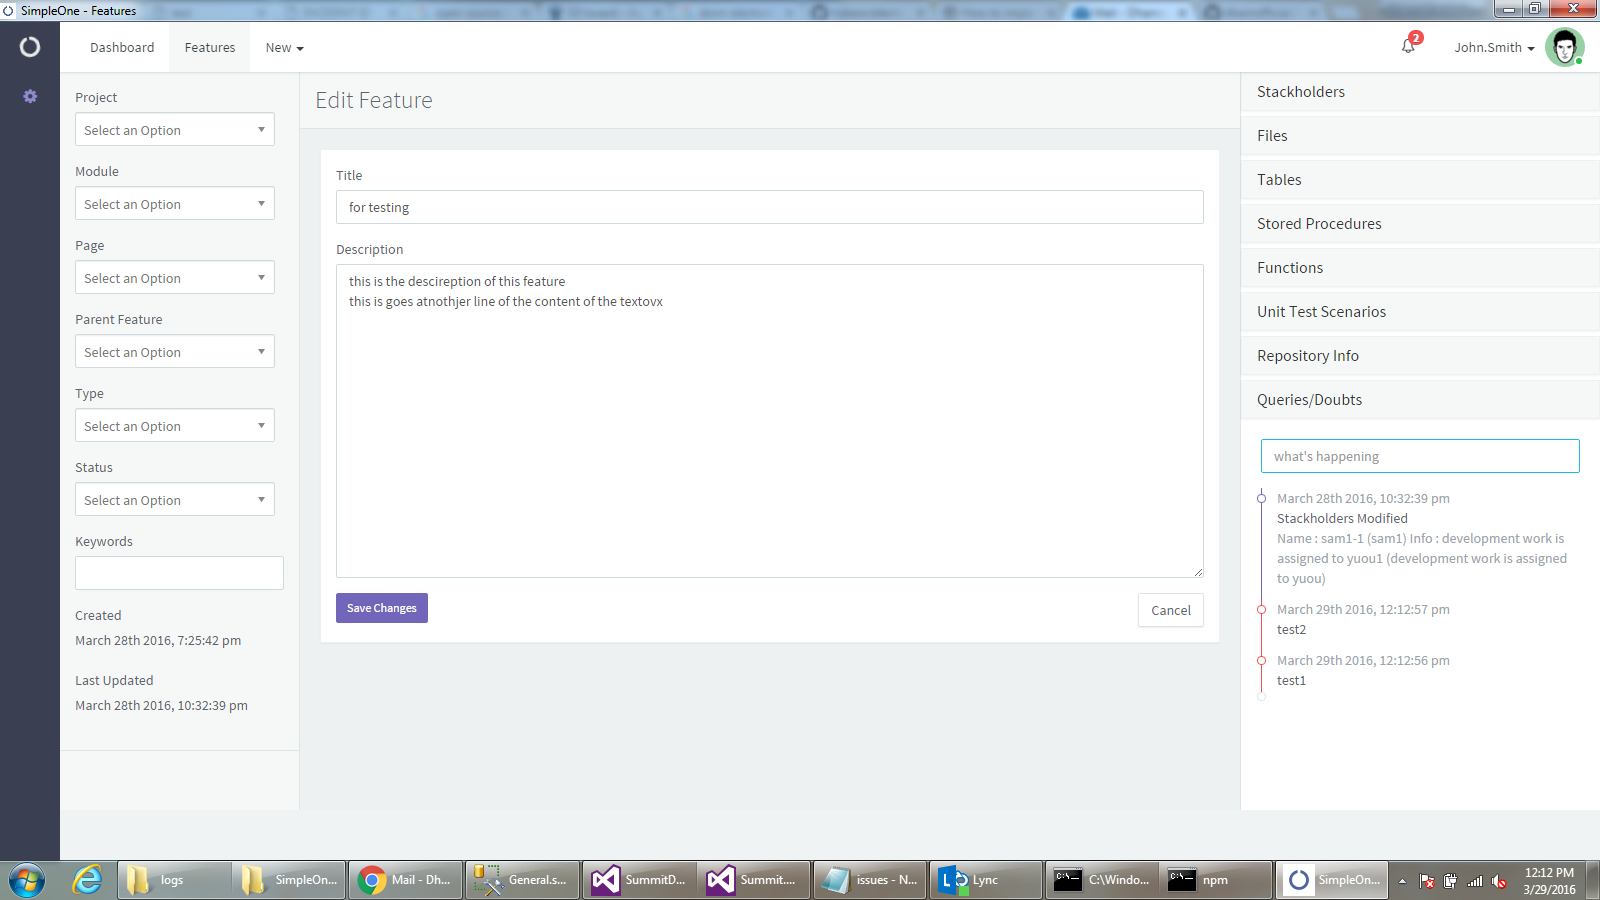 SimpleOne - Features
Dashboard
Features
New
2
John.Smith
Project
Select an Option
Module
Select an Option
Page
Select an Option
Parent Feature
Select an Option
Type
Select an Option
Status
Select an Option
Keywords
Created
March 28th 2016, 7:25:42 pm
Last Updated
March 28th 2016, 10:32:39 pm
Edit Feature
Title
for testing
Description
this is the descireption of this feature
this is goes atnothjer line of the content of the textovx
Save Changes
Cancel
Stackholders
Files
Tables
Stored Procedures
Functions
Unit Test Scenarios
Repository Info
Queries/Doubts
what's happening
March 28th 2016, 10:32:39 pm
Stackholders Modified
Name : sam1-1 (sam1) Info : development work is
assigned to yuou1 (development work is assigned
to yuou)
March 29th 2016, 12:12:57 pm
test2
March 29th 2016, 12:12:56 pm
test1
logs
SimpleOn...
Mail - Dh...
General.s...
SummitD...
Summit....
issues - N...
Lync
C:\Windo...
npm
SimpleOn...
12:12 PM
3/29/2016